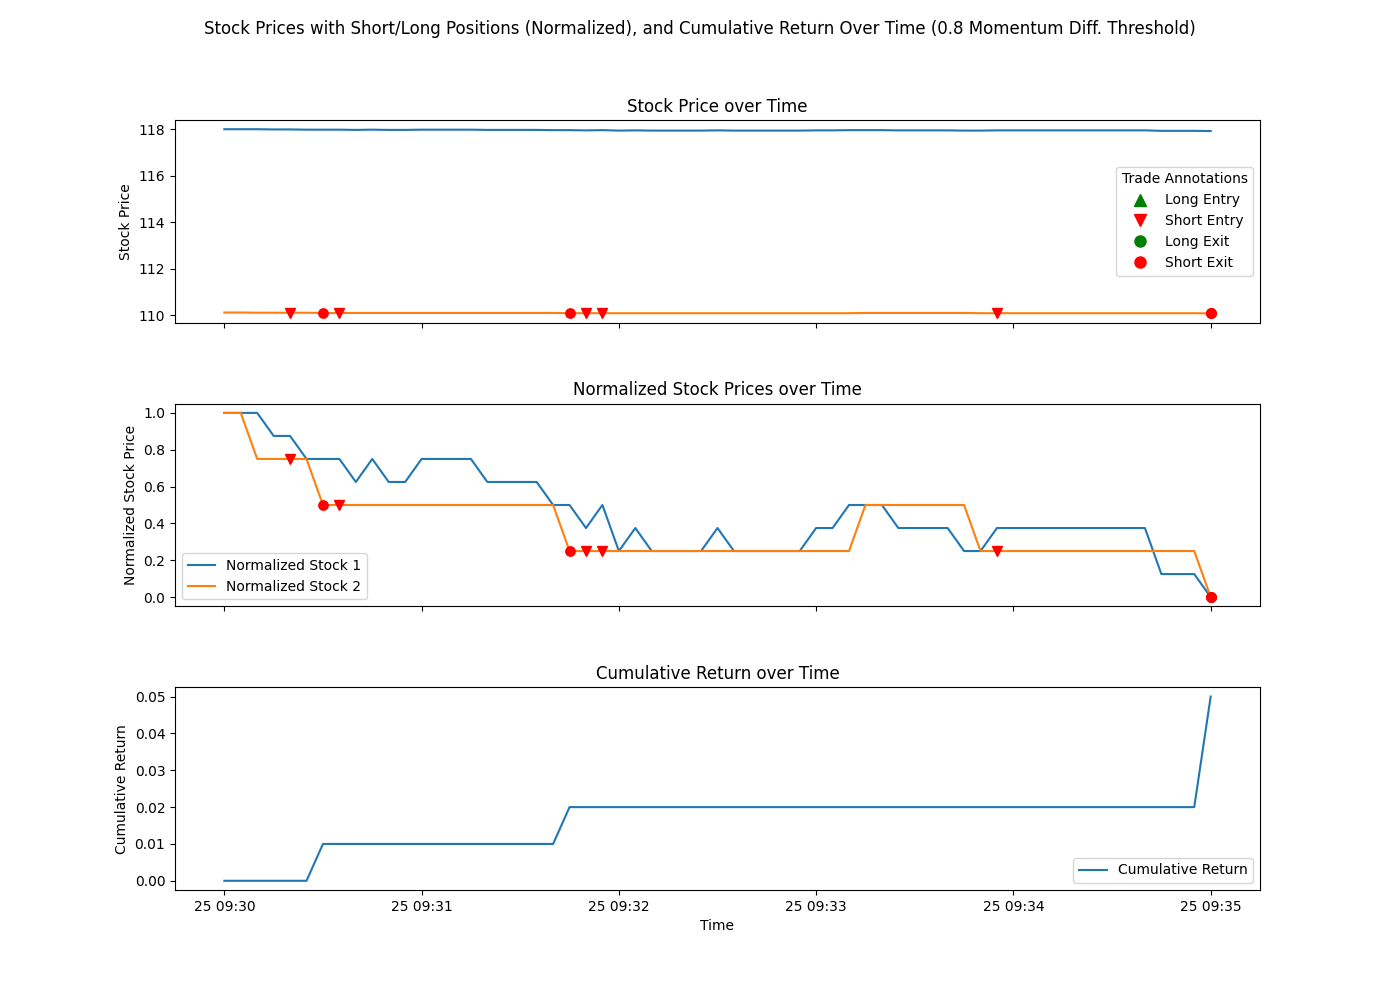 Stock Prices with Short/Long Positions (Normalized), and Cumulative Return Over Time (0.8 Momentum Diff. Threshold)
Stock Price over Time
118
116
114
112
110
Stock Price
Trade Annotations
Long Entry
Short Entry
Long Exit
Short Exit
Normalized Stock Prices over Time
1.0
0.8
0.6
0.4
0.2
0.0
Normalized Stock Price
Normalized Stock 1
Normalized Stock 2
Cumulative Return over Time
0.05
0.04
0.03
0.02
0.01
0.00
Cumulative Return
Cumulative Return
25 09:30 25 09:31 25 09:32 25 09:33 25 09:34 25 09:35
Time